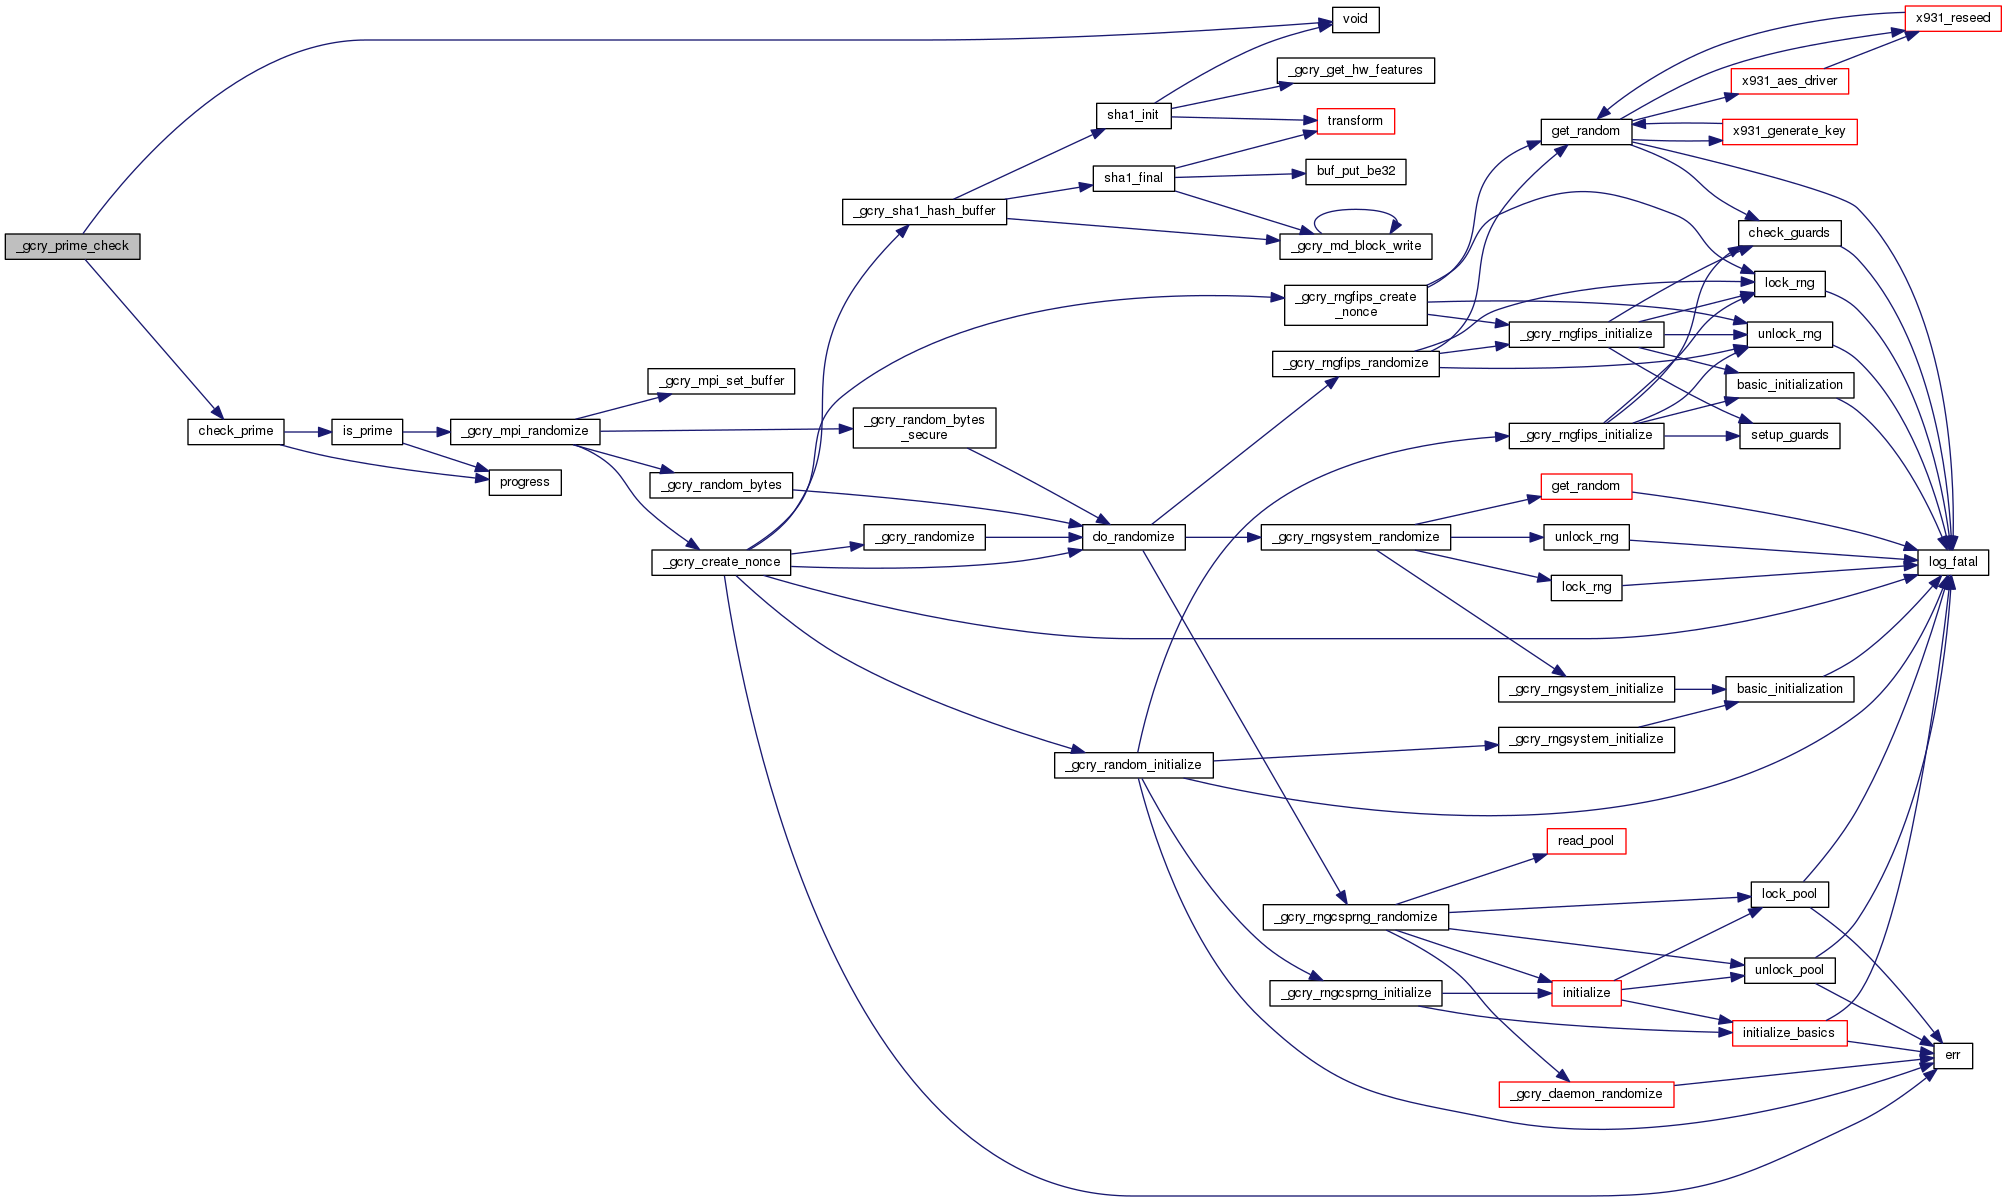 _gcry_prime_check
void
check_prime
is_prime
progress
_gcry_mpi_randomize
_gcry_mpi_set_buffer
_gcry_random_bytes
_gcry_create_nonce
_gcry_sha1_hash_buffer
_gcry_random_bytes
_secure
_gcry_randomize
sha1_init
sha1_final
do_randomize
_gcry_random_initialize
_gcry_get_hw_features
transform
buf_put_be32
_gcry_md_block_write
_gcry_rngfips_create
_nonce
_gcry_rngfips_randomize
_gcry_rngsystem_randomize
_gcry_rngcsprng_randomize
_gcry_rngcsprng_initialize
get_random
_gcry_rngfips_initialize
_gcry_rngfips_initialize
get_random
unlock_rng
lock_rng
_gcry_rngsystem_initialize
_gcry_rngsystem_initialize
read_pool
initialize
_gcry_daemon_randomize
x931_aes_driver
x931_generate_key
check_guards
lock_rng
unlock_rng
basic_initialization
setup_guards
basic_initialization
lock_pool
unlock_pool
initialize_basics
x931_reseed
log_fatal
err